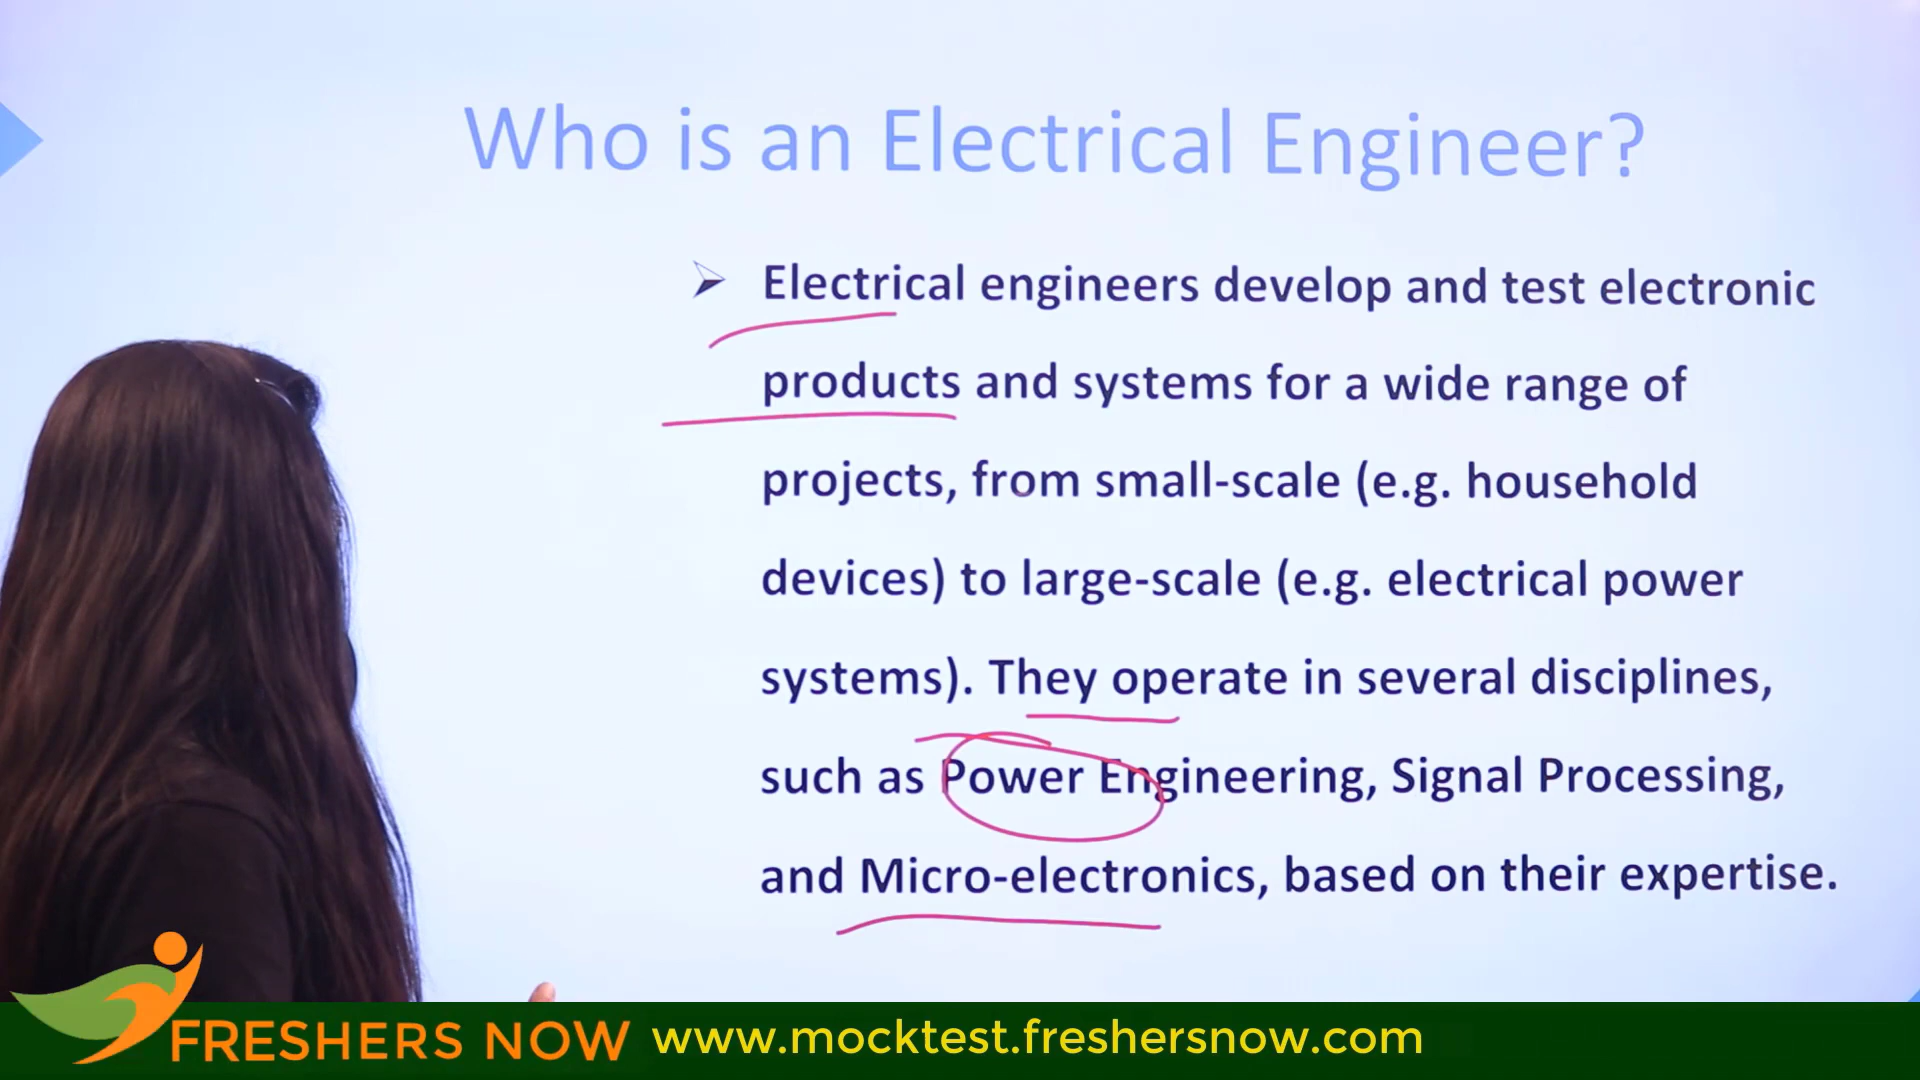 Who is an Electrical Engineer?
➢ Electrical engineers develop and test electronic
products and systems for a wide range of
projects, from small-scale (e.g. household
devices) to large-scale (e.g. electrical power
systems). They operate in several disciplines,
such as Power Engineering, Signal Processing,
and Micro-electronics, based on their expertise.
FRESHERS NOW www.mocktest.freshersnow.com